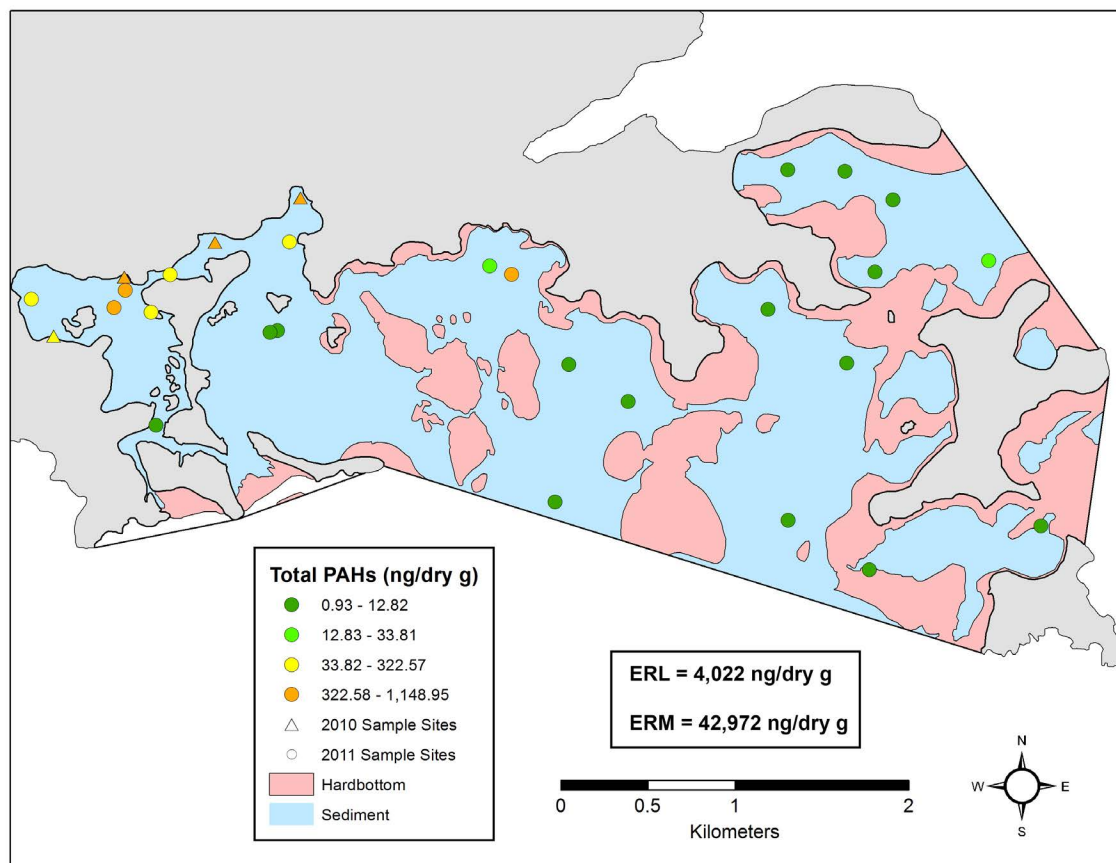 Total PAHs (ng/dry g)
0.93 - 12.82
12.83 - 33.81
33.82 - 322.57
322.58 - 1,148.95
2010 Sample Sites
2011 Sample Sites
Hardbottom
Sediment
ERL = 4,022 ng/dry g
ERM = 42,972 ng/dry g
0 0.5 1 2
Kilometers
N
W E
S